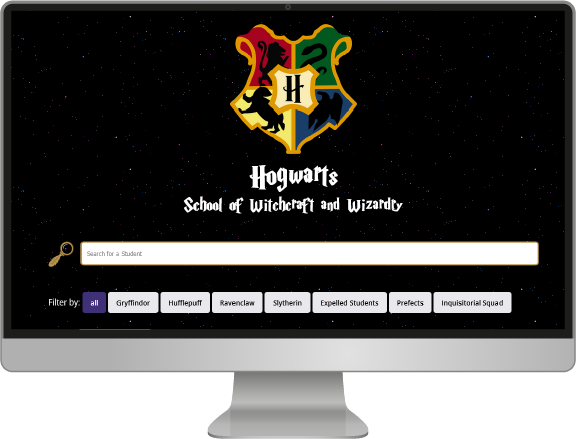 H
Hogwarts
School of Witchcraft and Wizardry
Search for a Student
Filter by: all Gryffindor Hufflepuff Ravenclaw Slytherin Expelled Students Prefects Inquisitorial Squad